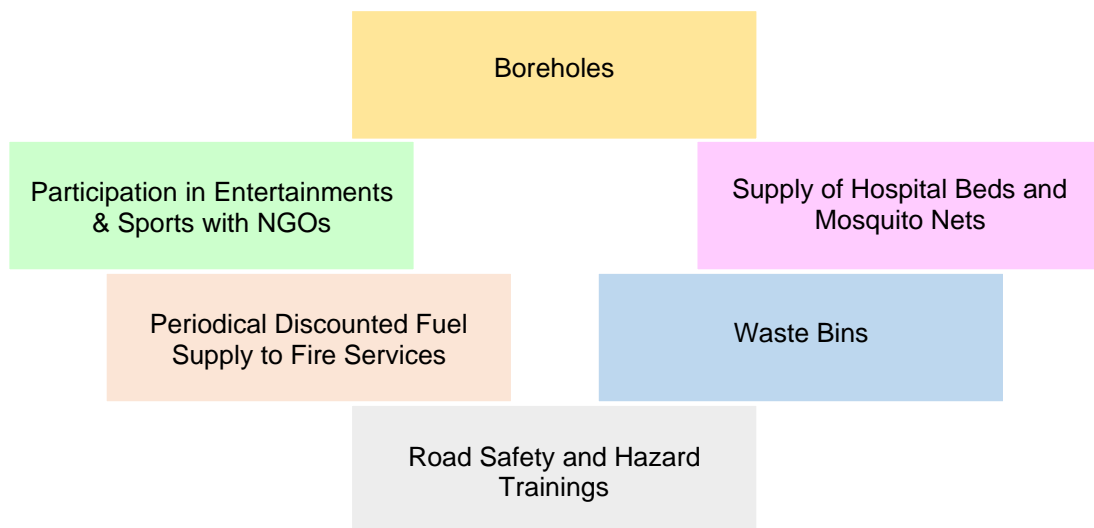 Boreholes
Participation in Entertainments
& Sports with NGOs
Supply of Hospital Beds and
Mosquito Nets
Periodical Discounted Fuel
Supply to Fire Services
Waste Bins
Road Safety and Hazard
Trainings